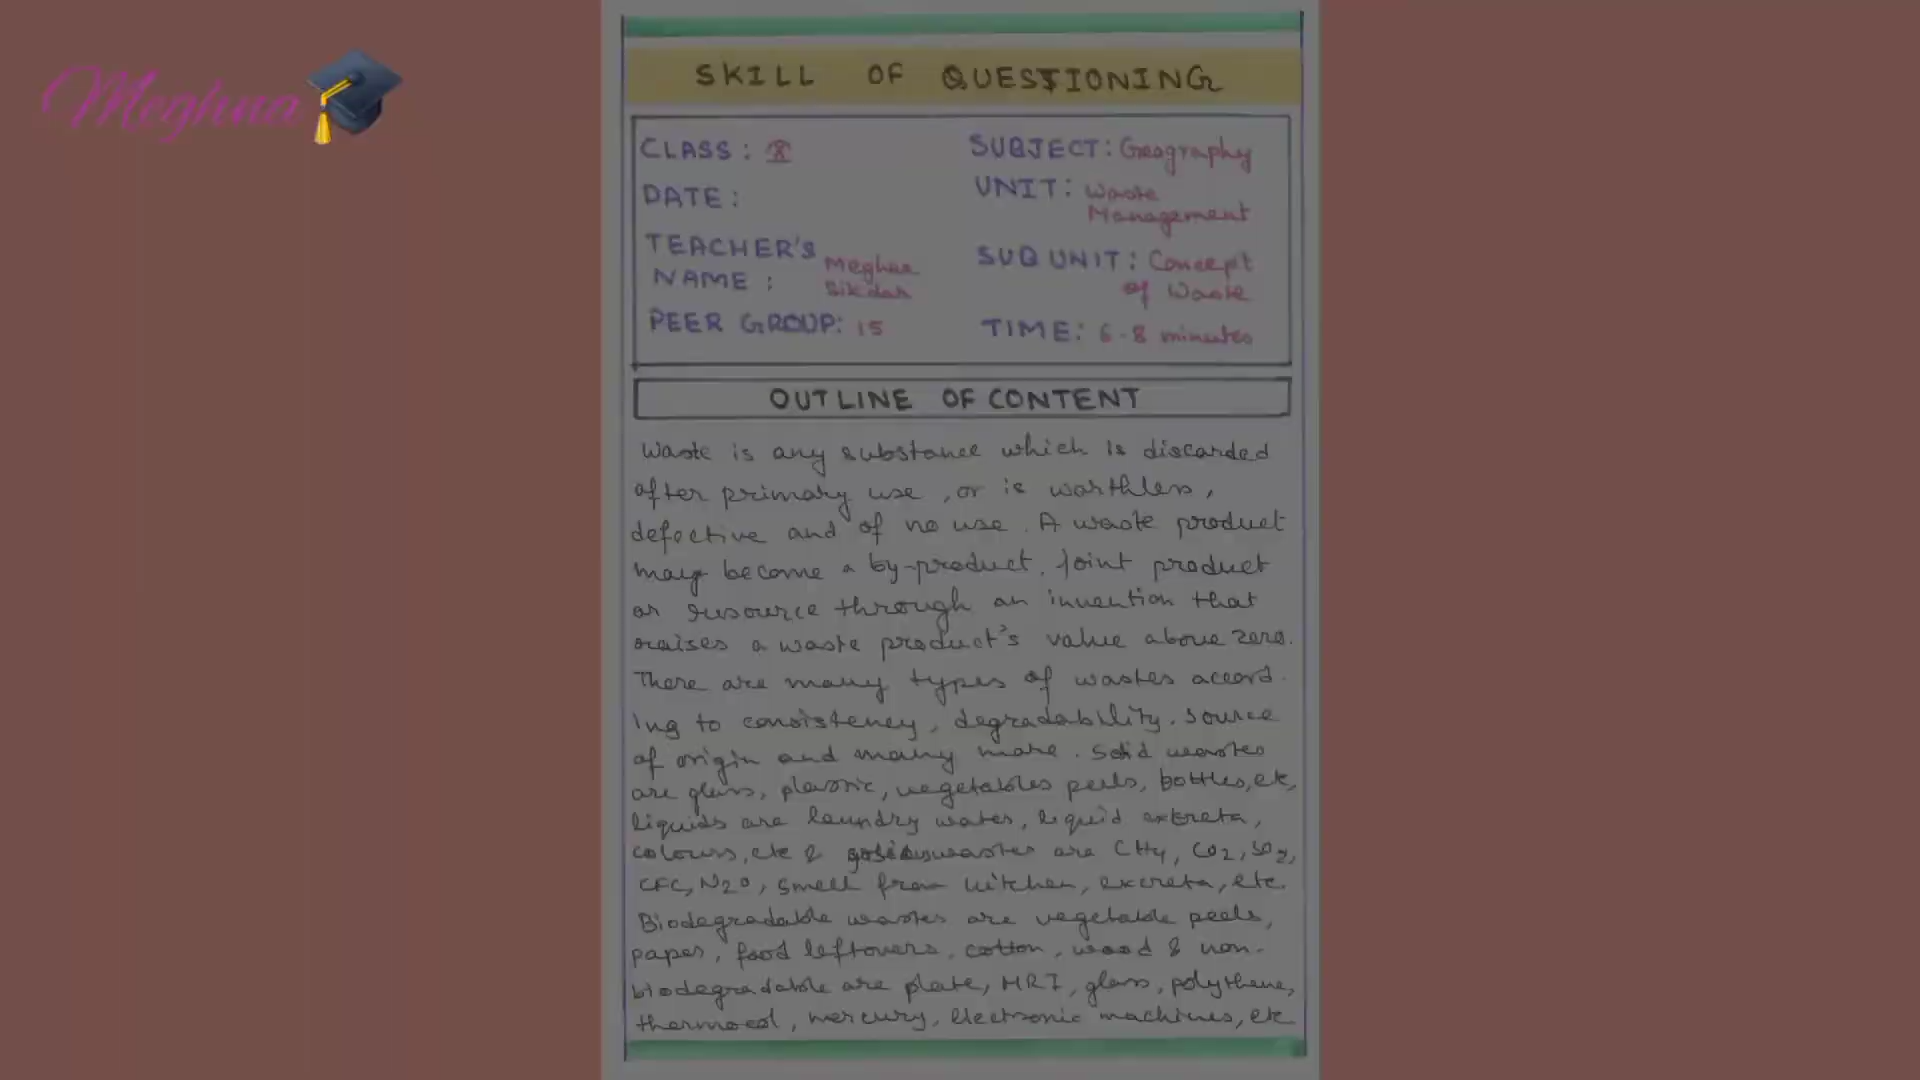 Meghna
SKILL OF QUESTIONING
CLASS: X
SUBJECT: Geography
DATE:
UNIT: Waste
Management
TEACHER'S
NAME: Meghna
Sikdar
SUB UNIT: Concept
of Waste
PEER GROUP: 15
TIME: 6-8 minutes
OUTLINE OF CONTENT
Waste is any substance which is discarded
after primary use, or is worthless,
defective and of no use. A waste product
may become a by-product, joint product
or resource through an invention that
raises a waste product's value above zero.
There are many types of wastes accord-
ing to consistency, degradability, source
of origin and many more. Solid wastes
are glass, plastic, vegetables peels, bottles, etc,
liquids are laundry water, liquid excreta,
colours, etc & wastes are CH4, CO2, SO2,
CFC, N2O, smell from kitchen, excreta, etc.
Biodegradable wastes are vegetable peels,
paper, food leftovers, cotton, wood & non-
biodegradable are plate, MRI, glass, polythene,
thermocol, mercury, electronic machines, etc